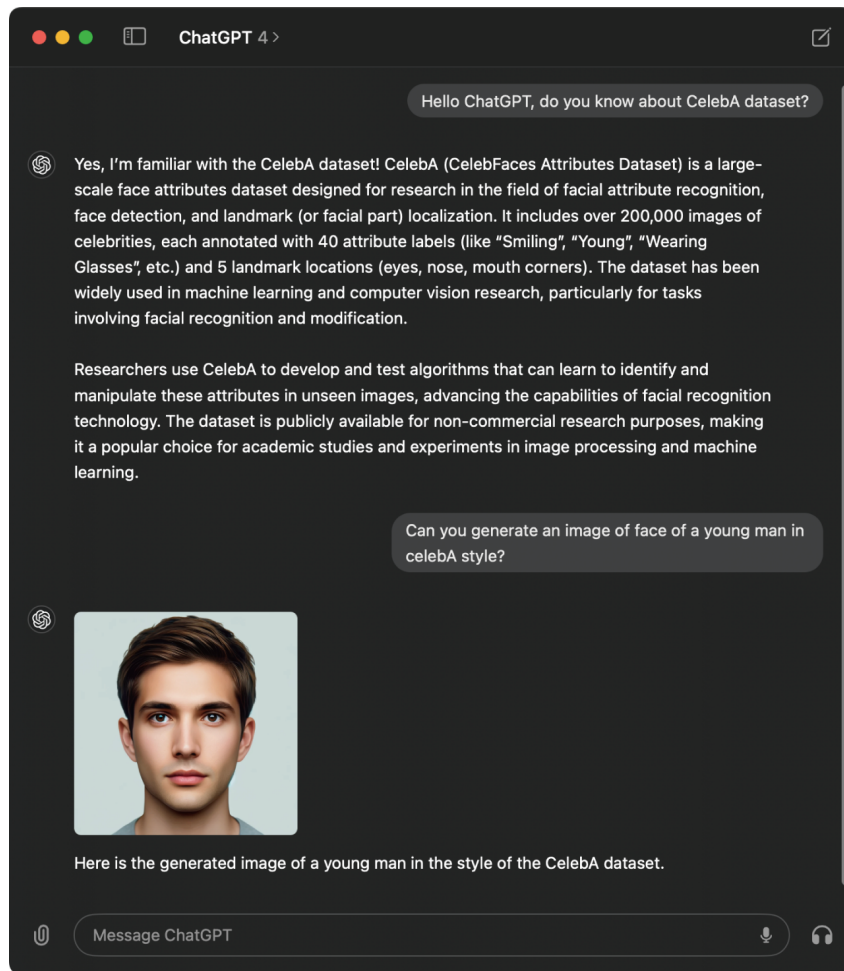 ChatGPT 4 >
Hello ChatGPT, do you know about CelebA dataset?
Yes, I’m familiar with the CelebA dataset! CelebA (CelebFaces Attributes Dataset) is a large-
scale face attributes dataset designed for research in the field of facial attribute recognition,
face detection, and landmark (or facial part) localization. It includes over 200,000 images of
celebrities, each annotated with 40 attribute labels (like “Smiling”, “Young”, “Wearing
Glasses”, etc.) and 5 landmark locations (eyes, nose, mouth corners). The dataset has been
widely used in machine learning and computer vision research, particularly for tasks
involving facial recognition and modification.
Researchers use CelebA to develop and test algorithms that can learn to identify and
manipulate these attributes in unseen images, advancing the capabilities of facial recognition
technology. The dataset is publicly available for non-commercial research purposes, making
it a popular choice for academic studies and experiments in image processing and machine
learning.
Can you generate an image of face of a young man in
celebA style?
Here is the generated image of a young man in the style of the CelebA dataset.
Message ChatGPT